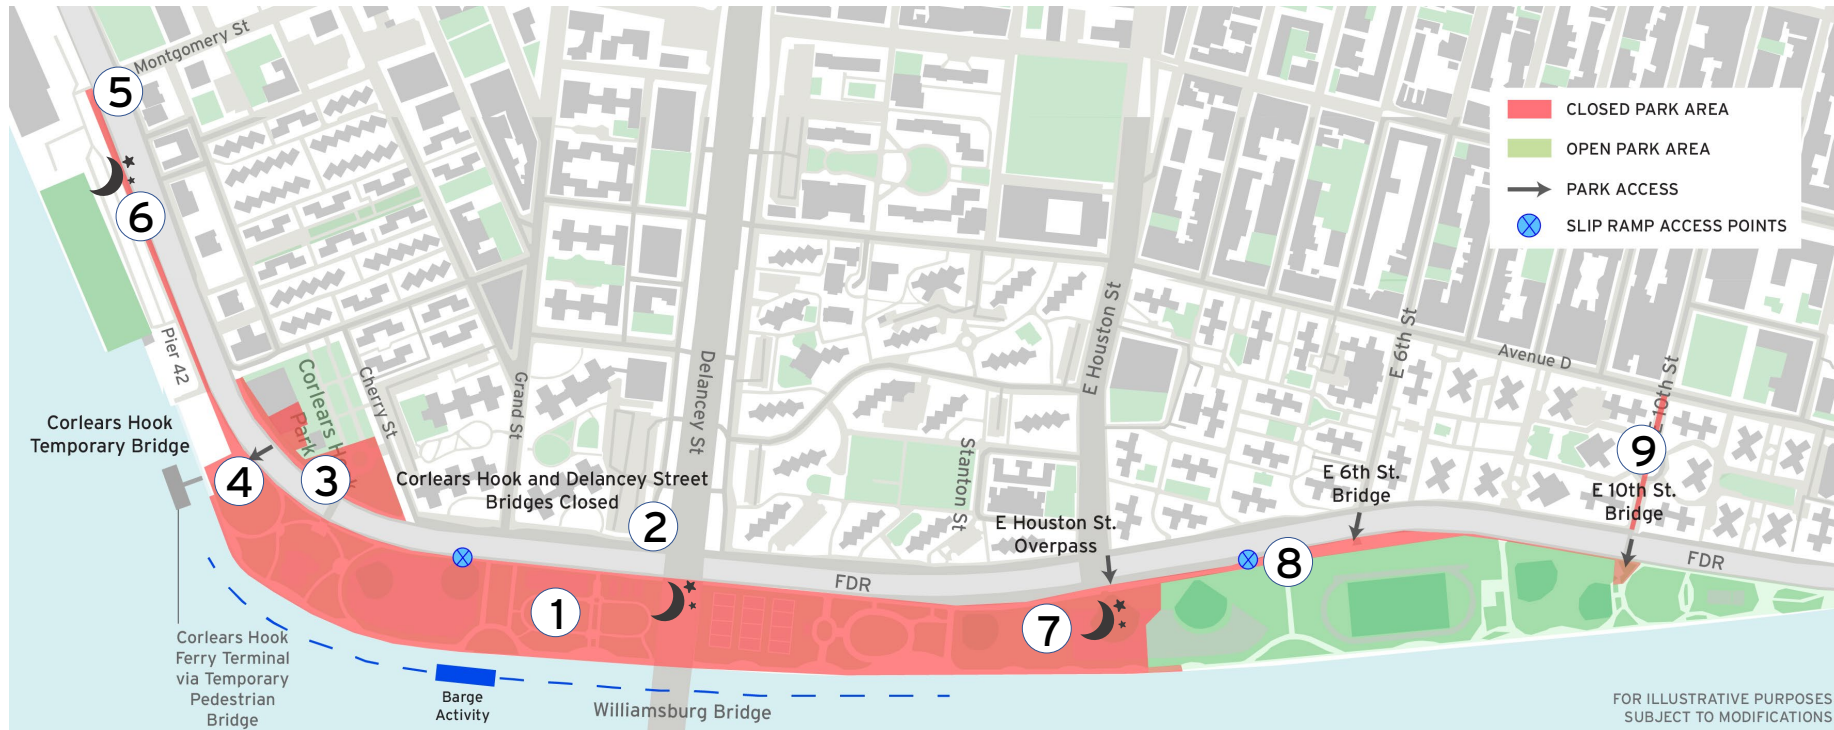 Montgomery St
5
6
Pier 42
Corlears Hook
Temporary Bridge
4
3
Corlears Hook
Park
Cherry St
Grand St
Delancey St
Corlears Hook and Delancey Street
Bridges Closed
2
1
7
8
9
Stanton St
E Houston St
E Houston St.
Overpass
E 6th St
E 6th St.
Bridge
Avenue D
E 10th St
E 10th St.
Bridge
FDR
FDR
Corlears Hook
Ferry Terminal
via Temporary
Pedestrian
Bridge
Barge
Activity
Williamsburg Bridge
CLOSED PARK AREA
OPEN PARK AREA
PARK ACCESS
SLIP RAMP ACCESS POINTS
FOR ILLUSTRATIVE PURPOSES
SUBJECT TO MODIFICATIONS